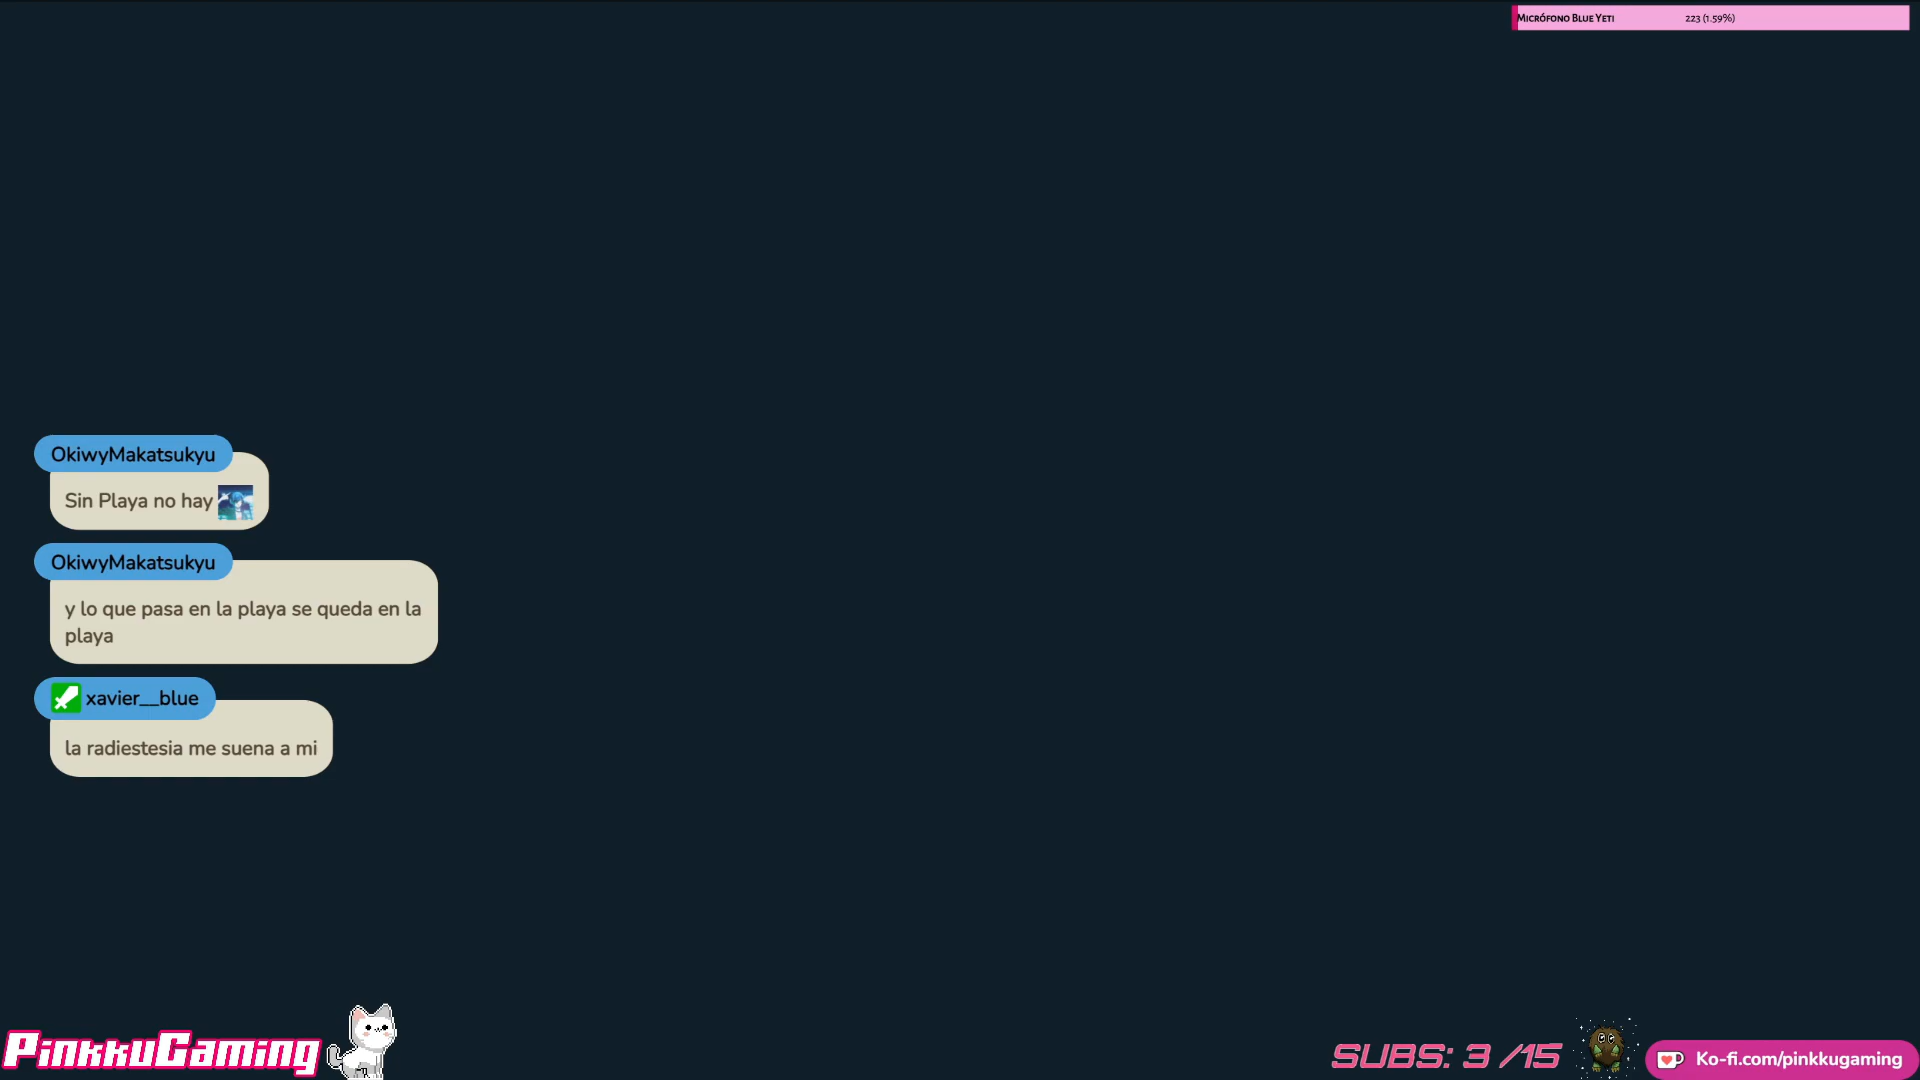 Micrófono Blue Yeti 223 (1.59%)
OkiwyMakatsukyu
Sin Playa no hay
OkiwyMakatsukyu
y lo que pasa en la playa se queda en la
playa
xavier__blue
la radiestesia me suena a mi
PinkkuGaming
SUBS: 3 /15
Ko-fi.com/pinkkugaming